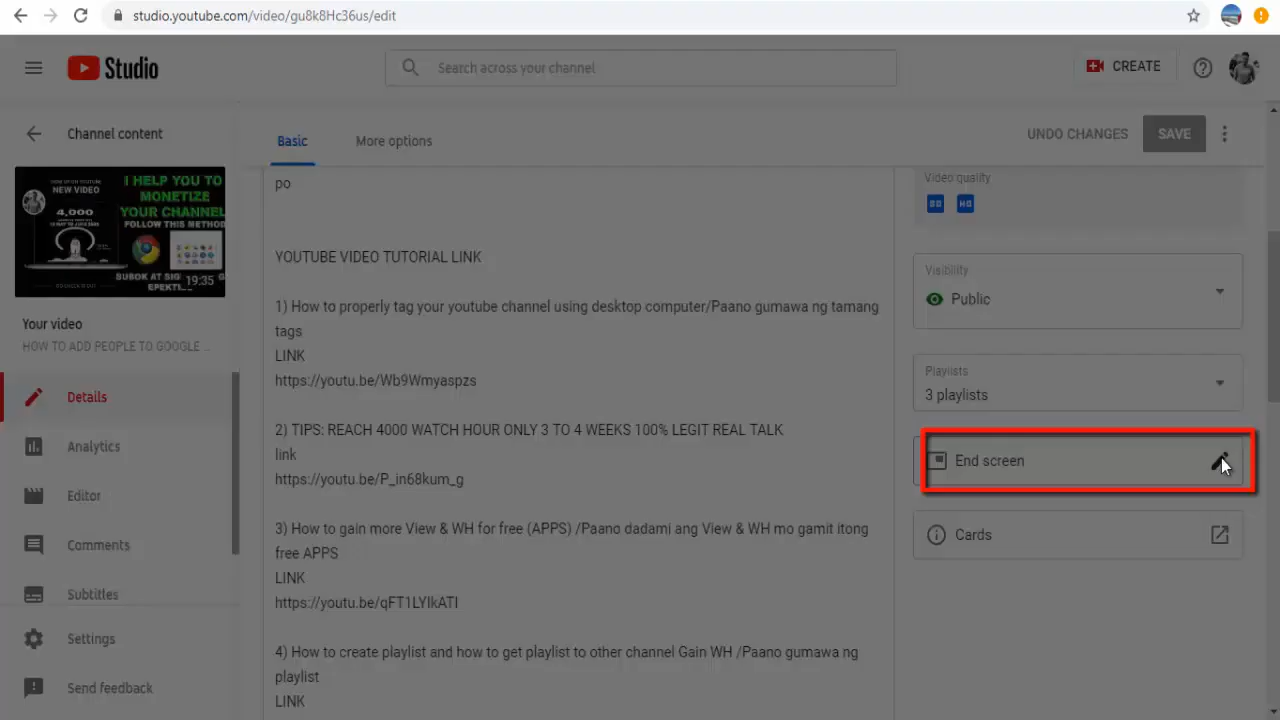 studio.youtube.com/video/gu8k8Hc36us/edit
Studio
Search across your channel
CREATE
Channel content
Basic
More options
UNDO CHANGES
SAVE
SIGN UP ON YOUTUBE
NEW VIDEO
4,000
I HELP YOU TO
MONETIZE
YOUR CHANNEL
FOLLOW THIS METHOD
19:35
Your video
HOW TO ADD PEOPLE TO GOOGLE ...
Details
Analytics
Editor
Comments
Subtitles
Settings
Send feedback
po
YOUTUBE VIDEO TUTORIAL LINK
1) How to properly tag your youtube channel using desktop computer/Paano gumawa ng tamang
tags
LINK
https://youtu.be/Wb9Wmyaspzs
2) TIPS: REACH 4000 WATCH HOUR ONLY 3 TO 4 WEEKS 100% LEGIT REAL TALK
link
https://youtu.be/P_in68kum_g
3) How to gain more View & WH for free (APPS) /Paano dadami ang View & WH mo gamit itong
free APPS
LINK
https://youtu.be/qFT1LYIkATI
4) How to create playlist and how to get playlist to other channel Gain WH /Paano gumawa ng
playlist
LINK
Video quality
SD HD
Visibility
Public
Playlists
3 playlists
End screen
Cards